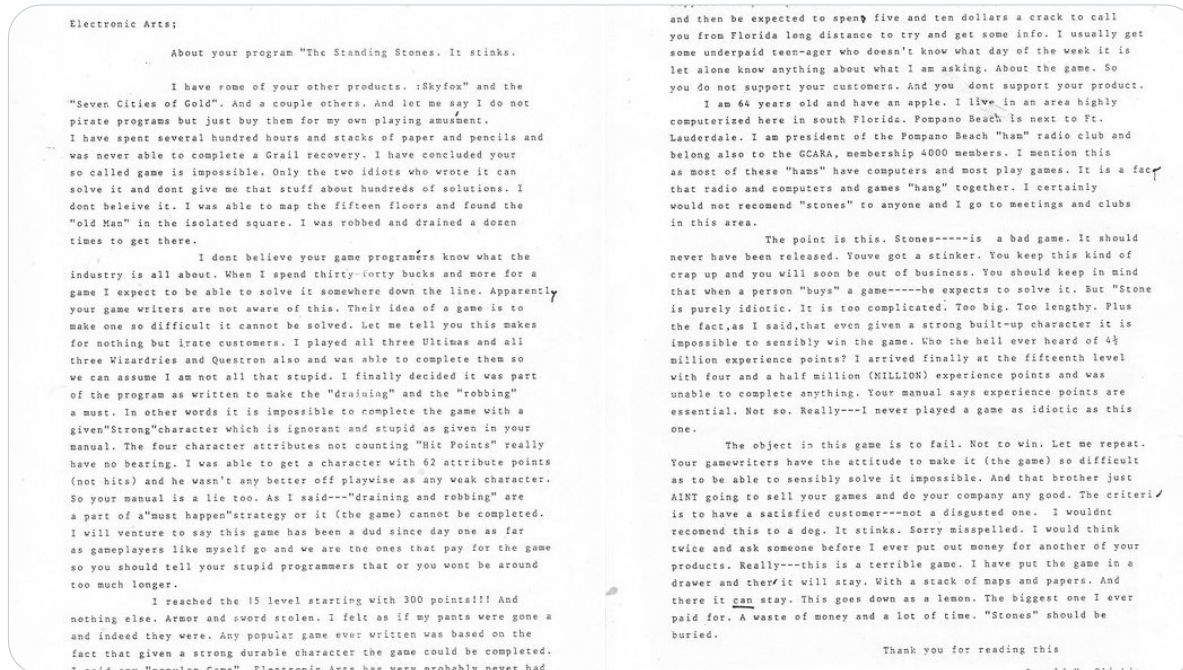 Electronic Arts;
About your program "The Standing Stones. It stinks.
I have some of your other products. :Skyfox" and the
"Seven Cities of Gold". And a couple others. And let me say I do not
pirate programs but just buy them for my own playing amusment.
I have spent several hundred hours and stacks of paper and pencils and
was never able to complete a Grail recovery. I have concluded your
so called game is impossible. Only the two idiots who wrote it can
solve it and dont give me that stuff about hundreds of solutions. I
dont beleive it. I was able to map the fifteen floors and found the
"old Man" in the isolated square. I was robbed and drained a dozen
times to get there.
I dont believe your game programers know what the
industry is all about. When I spend thirty-forty bucks and more for a
game I expect to be able to solve it somewhere down the line. Apparently
your game writers are not aware of this. Their idea of a game is to
make one so difficult it cannot be solved. Let me tell you this makes
for nothing but irate customers. I played all three Ultimas and all
three Wizardries and Questron also and was able to complete them so
we can assume I am not all that stupid. I finally decided it was part
of the program as written to make the "draining" and the "robbing"
a must. In other words it is impossible to complete the game with a
given"Strong"character which is ignorant and stupid as given in your
manual. The four character attributes not counting "Hit Points" really
have no bearing. I was able to get a character with 62 attribute points
(not hits) and he wasn't any better off playwise as any weak character.
So your manual is a lie too. As I said---"draining and robbing" are
a part of a"must happen"strategy or it (the game) cannot be completed.
I will venture to say this game has been a dud since day one as far
as gameplayers like myself go and we are the ones that pay for the game
so you should tell your stupid programmers that or you wont be around
too much longer.
I reached the 15 level starting with 300 points!!! And
nothing else. Armor and sword stolen. I felt as if my pants were gone a
and indeed they were. Any popular game ever written was based on the
fact that given a strong durable character the game could be completed.
I said any "popular Game". Electronic Arts has very probably never had
and then be expected to spent five and ten dollars a crack to call
you from Florida long distance to try and get some info. I usually get
some underpaid teen-ager who doesn't know what day of the week it is
let alone know anything about what I am asking. About the game. So
you do not support your customers. And you dont support your product.
I am 64 years old and have an apple. I live in an area highly
computerized here in south Florida. Pompano Beach is next to Ft.
Lauderdale. I am president of the Pompano Beach "ham" radio club and
belong also to the GCARA, membership 4000 members. I mention this
as most of these "hams" have computers and most play games. It is a fact
that radio and computers and games "hang" together. I certainly
would not recomend "stones" to anyone and I go to meetings and clubs
in this area.
The point is this. Stones-----is a bad game. It should
never have been released. Youve got a stinker. You keep this kind of
crap up and you will soon be out of business. You should keep in mind
that when a person "buys" a game-----he expects to solve it. But "Stone
is purely idiotic. It is too complicated. Too big. Too lengthy. Plus
the fact,as I said,that even given a strong built-up character it is
impossible to sensibly win the game. Who the hell ever heard of 4½
million experience points? I arrived finally at the fifteenth level
with four and a half million (MILLION) experience points and was
unable to complete anything. Your manual says experience points are
essential. Not so. Really---I never played a game as idiotic as this
one.
The object in this game is to fail. Not to win. Let me repeat.
Your gamewriters have the attitude to make it (the game) so difficult
as to be able to sensibly solve it impossible. And that brother just
AINT going to sell your games and do your company any good. The criteri
is to have a satisfied customer---not a disgusted one. I wouldnt
recomend this to a dog. It stinks. Sorry misspelled. I would think
twice and ask someone before I ever put out money for another of your
products. Really---this is a terrible game. I have put the game in a
drawer and there it will stay. With a stack of maps and papers. And
there it can stay. This goes down as a lemon. The biggest one I ever
paid for. A waste of money and a lot of time. "Stones" should be
buried.
Thank you for reading this